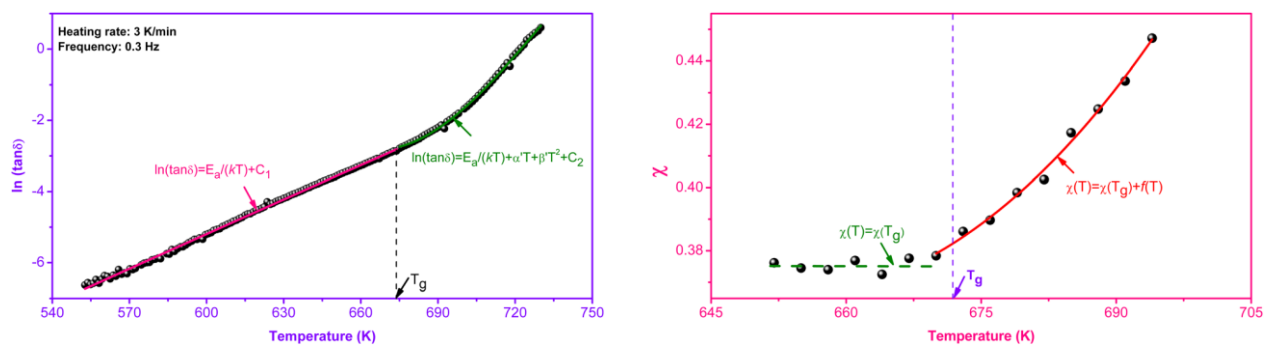 Heating rate: 3 K/min
Frequency: 0.3 Hz
ln(tanδ)=Eₐ/(kT)+C₁
ln(tanδ)=Eₐ/(kT)+α'T+β'T²+C₂
Tg
ln (tanδ)
0
-2
-4
-6
540 570 600 630 660 690 720 750
Temperature (K)
χ(T)=χ(Tg)+f(T)
χ(T)=χ(Tg)
Tg
χ
0.44
0.42
0.40
0.38
645 660 675 690 705
Temperature (K)